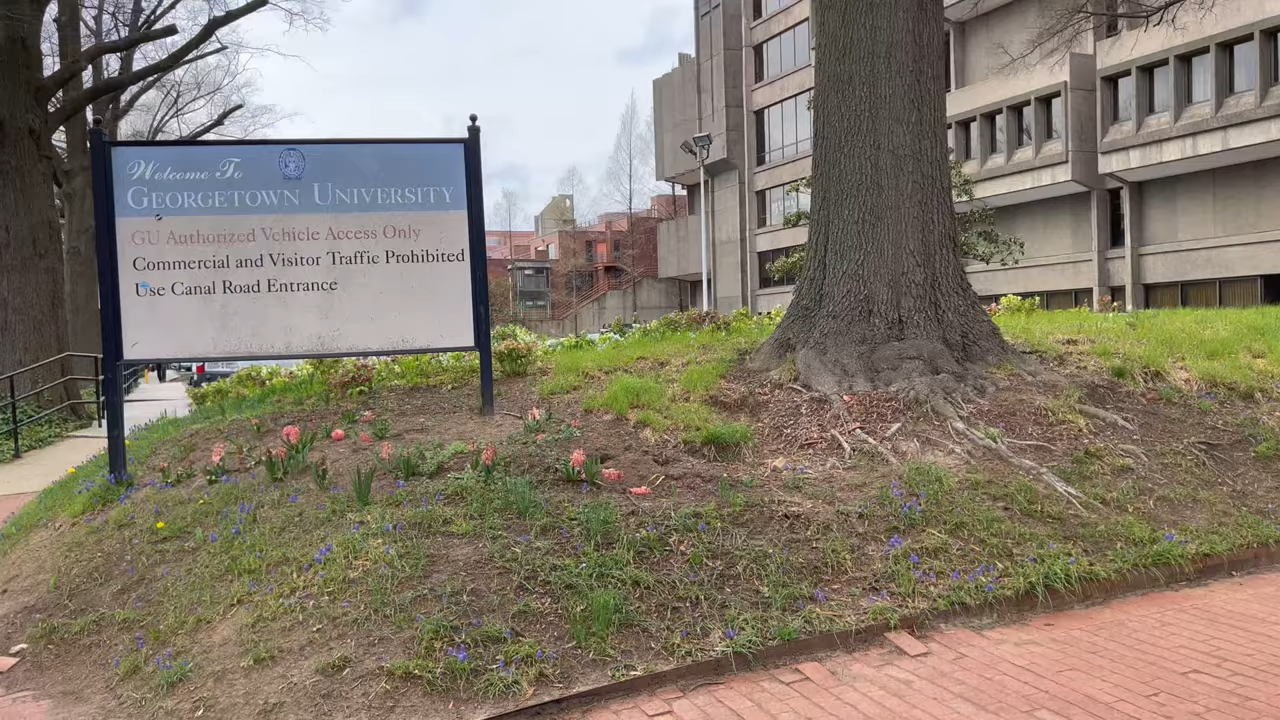 Welcome To
GEORGETOWN UNIVERSITY
GU AUTHORIZED VEHICLE ACCESS ONLY
COMMERCIAL AND VISITOR TRAFFIC PROHIBITED
USE CANAL ROAD ENTRANCE